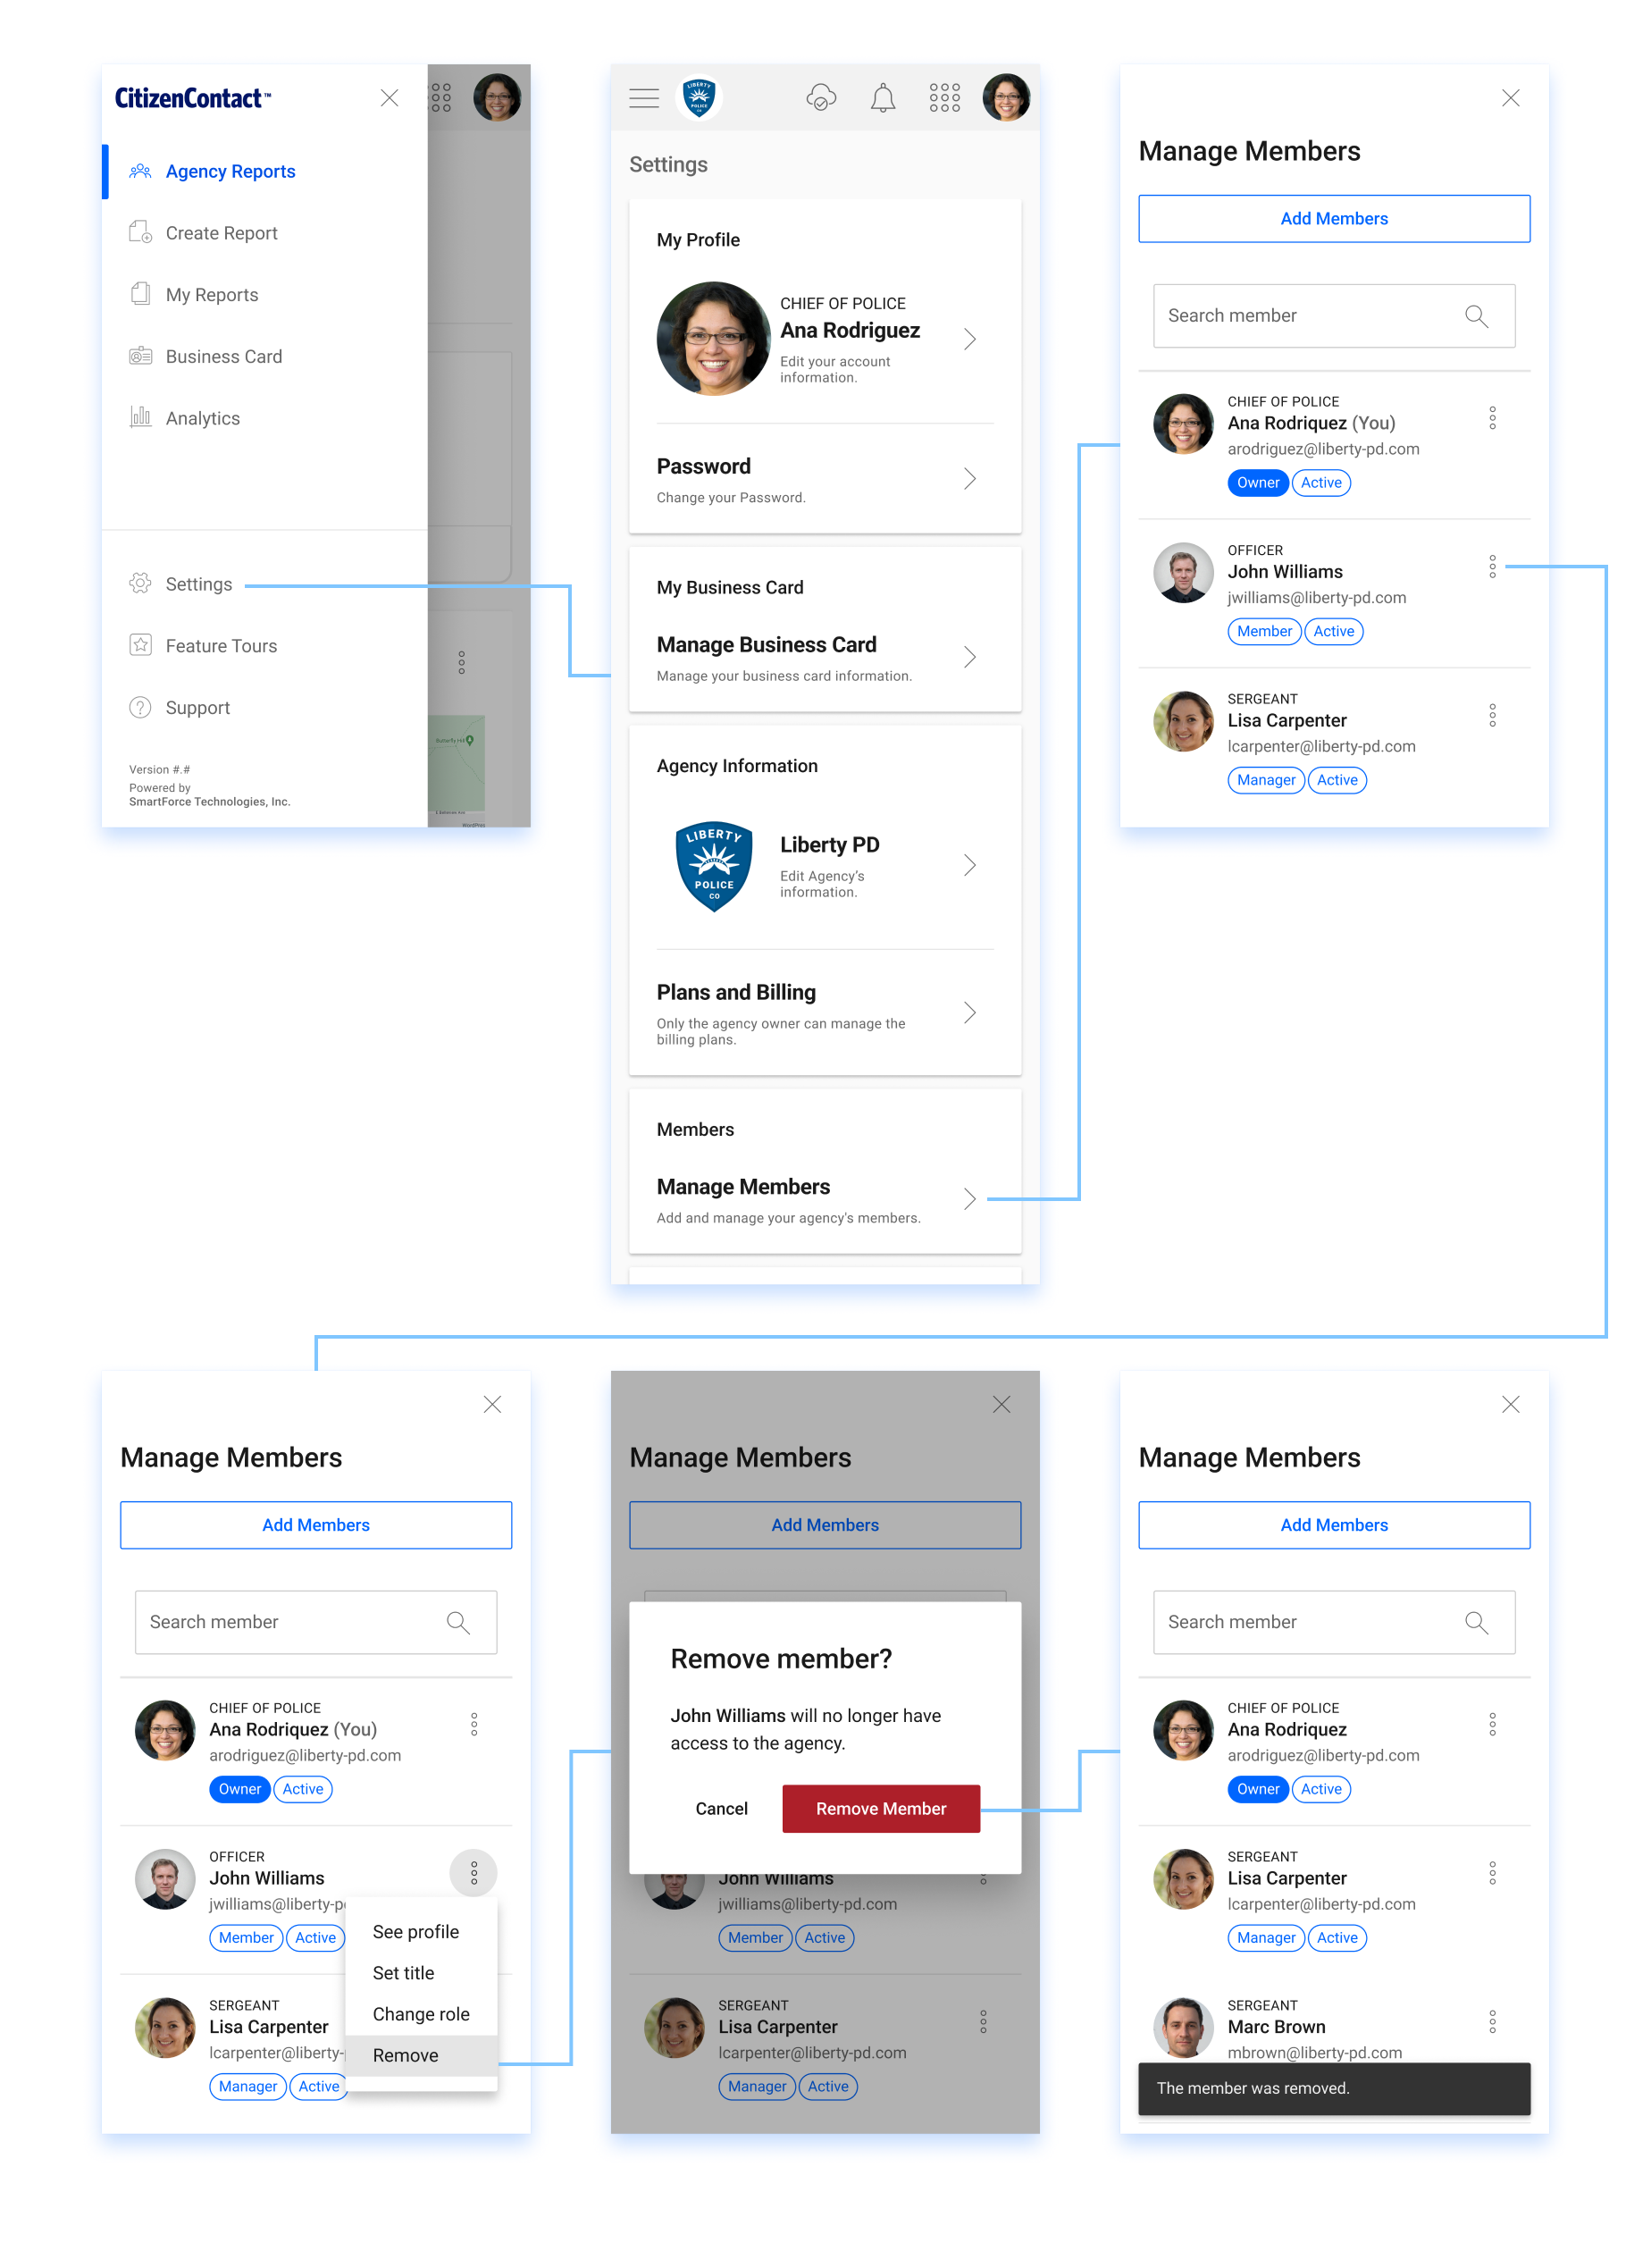 CitizenContact™
Agency Reports
Create Report
My Reports
Business Card
Analytics
Settings
Feature Tours
Support
Version #.#
Powered by
SmartForce Technologies, Inc.
Butterfly Hill
WordPress
LIBERTY
POLICE
CO
Settings
My Profile
CHIEF OF POLICE
Ana Rodriguez
Edit your account
information.
Password
Change your Password.
My Business Card
Manage Business Card
Manage your business card information.
Agency Information
LIBERTY
POLICE
CO
Liberty PD
Edit Agency’s
information.
Plans and Billing
Only the agency owner can manage the
billing plans.
Members
Manage Members
Add and manage your agency's members.
Manage Members
Add Members
Search member
CHIEF OF POLICE
Ana Rodriquez (You)
arodriguez@liberty-pd.com
Owner Active
OFFICER
John Williams
jwilliams@liberty-pd.com
Member Active
SERGEANT
Lisa Carpenter
lcarpenter@liberty-pd.com
Manager Active
Manage Members
Add Members
Search member
CHIEF OF POLICE
Ana Rodriquez (You)
arodriguez@liberty-pd.com
Owner Active
OFFICER
John Williams
jwilliams@liberty-p
Member Active
SERGEANT
Lisa Carpenter
lcarpenter@liberty-
Manager Active
See profile
Set title
Change role
Remove
Manage Members
Add Members
Remove member?
John Williams will no longer have
access to the agency.
Cancel Remove Member
John Williams
jwilliams@liberty-pd.com
Member Active
SERGEANT
Lisa Carpenter
lcarpenter@liberty-pd.com
Manager Active
Manage Members
Add Members
Search member
CHIEF OF POLICE
Ana Rodriquez
arodriguez@liberty-pd.com
Owner Active
SERGEANT
Lisa Carpenter
lcarpenter@liberty-pd.com
Manager Active
SERGEANT
Marc Brown
mbrown@liberty-pd.com
The member was removed.